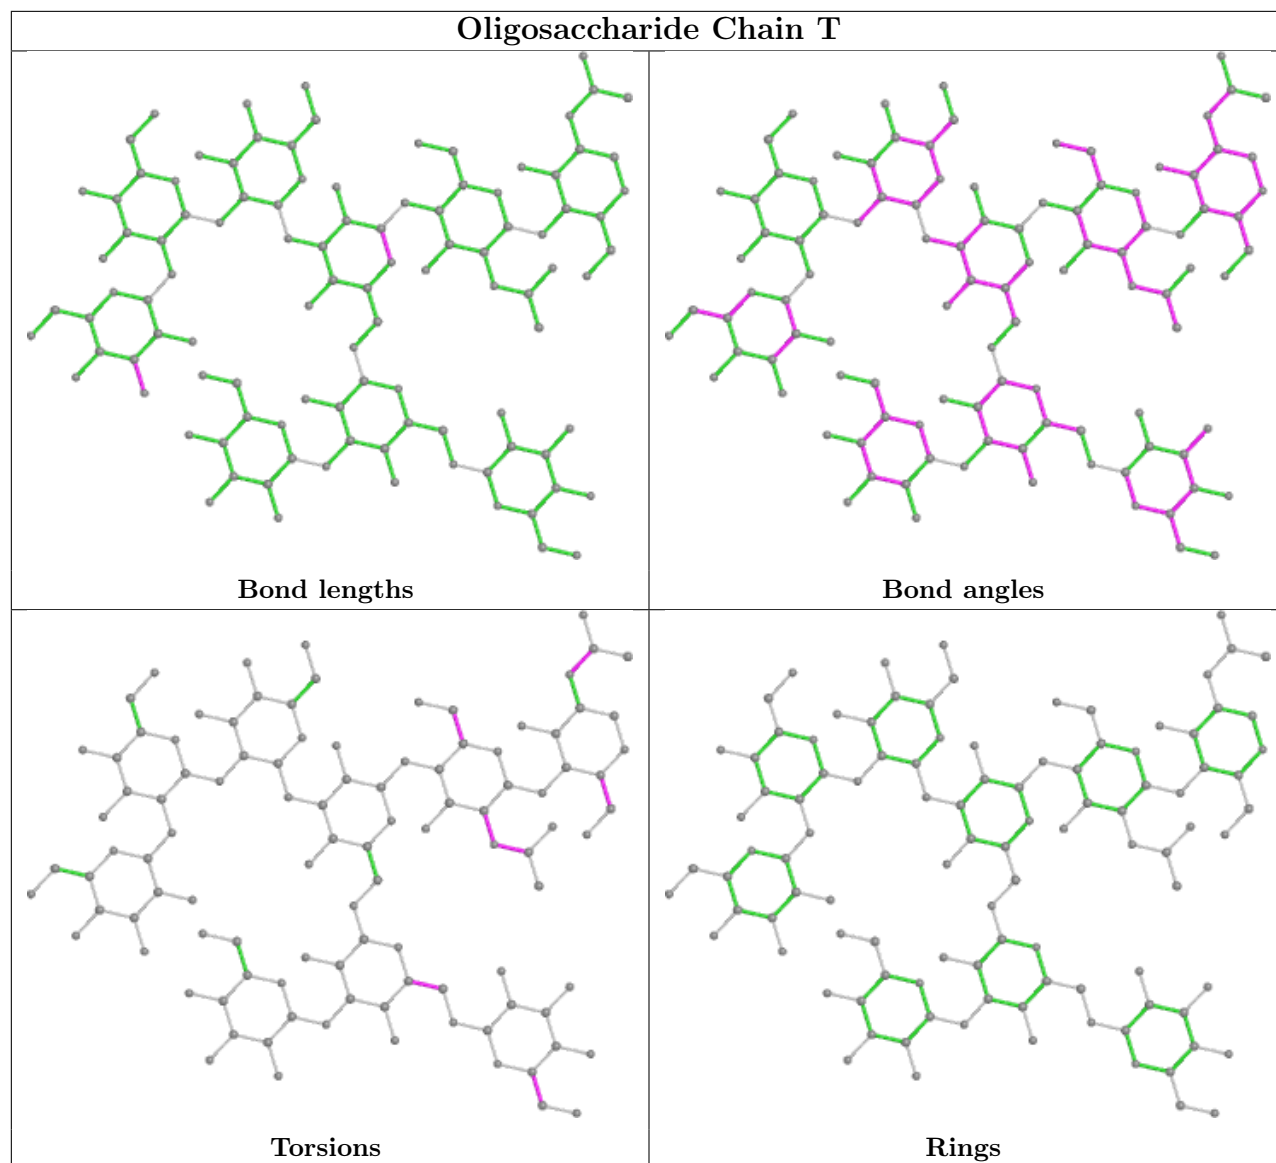 Oligosaccharide Chain T
Bond lengths
Bond angles
Torsions
Rings